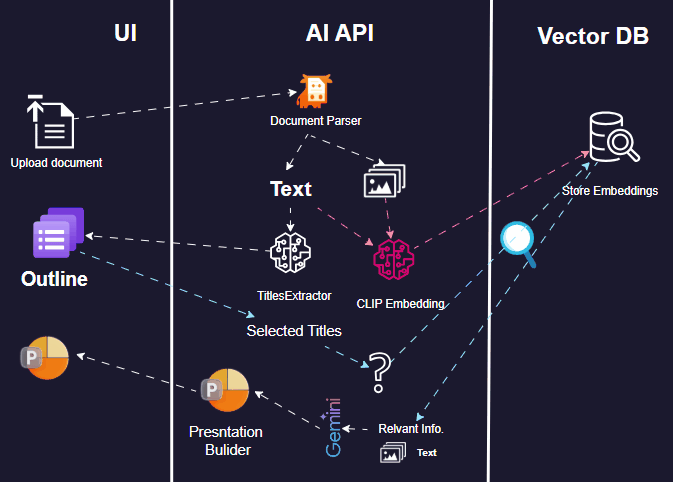 UI
AI API
Vector DB
Document Parser
Upload document
Text
Store Embeddings
Outline
TitlesExtractor
CLIP Embedding
Selected Titles
?
P
P
Presntation
Bulider
Gemini
Relvant Info.
Text